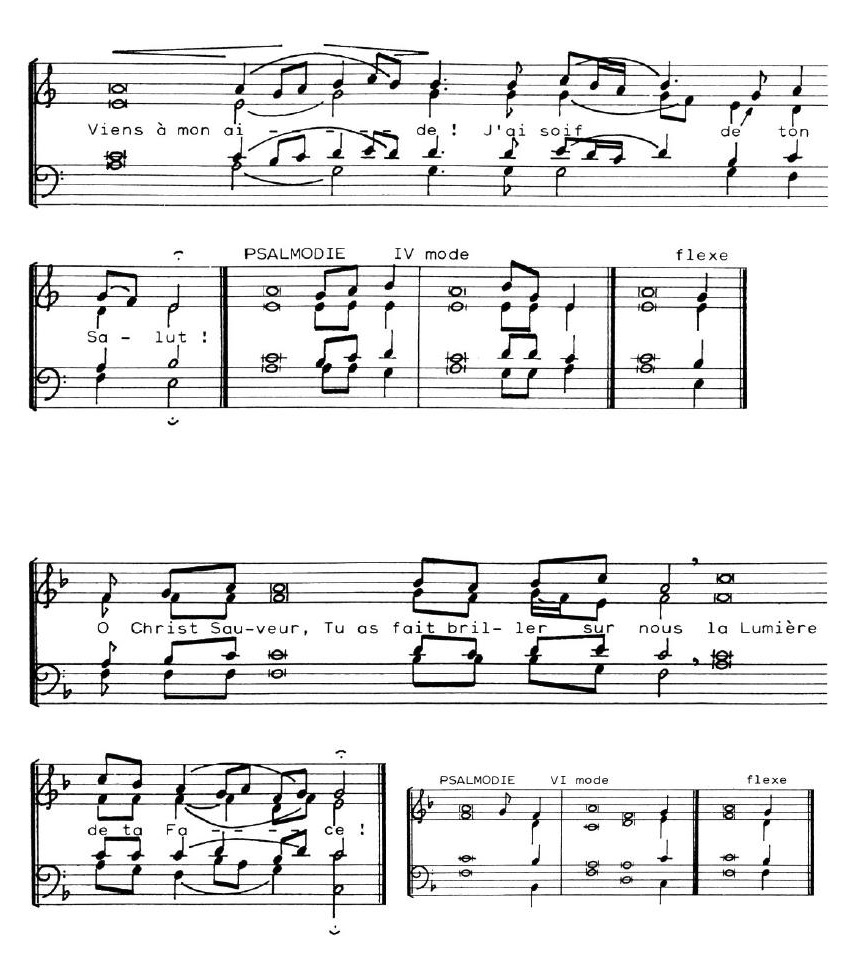 Viens à mon ai - - - - - - de ! J'ai soif de ton
PSALMODIE IV mode flexe
Sa - lut !
O Christ Sau-veur, Tu as fait bril- ler sur nous la Lumière
de ta Fa - - - - ce !
PSALMODIE VI mode flexe